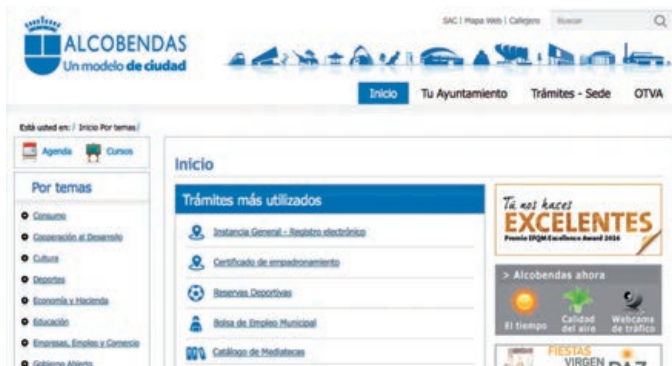 SAC | Mapa Web | Callejero
Buscar
ALCOBENDAS
Un modelo de ciudad
Inicio
Tu Ayuntamiento
Trámites - Sede
OTVA
Está usted en: / Inicio Por temas /
Agenda
Cursos
Por temas
Consumo
Cooperación al Desarrollo
Cultura
Deportes
Economía y Hacienda
Educación
Empresas, Empleo y Comercio
Gobierno Abierto
Inicio
Trámites más utilizados
Instancia General - Registro electrónico
Certificado de empadronamiento
Reservas Deportivas
Bolsa de Empleo Municipal
Catálogo de Mediatecas
Tú nos haces
EXCELENTES
Premio EFQM Excellence Award 2016
> Alcobendas ahora
El tiempo
Calidad
del aire
Webcams
de tráfico
FIESTAS
VIRGEN
PAZ